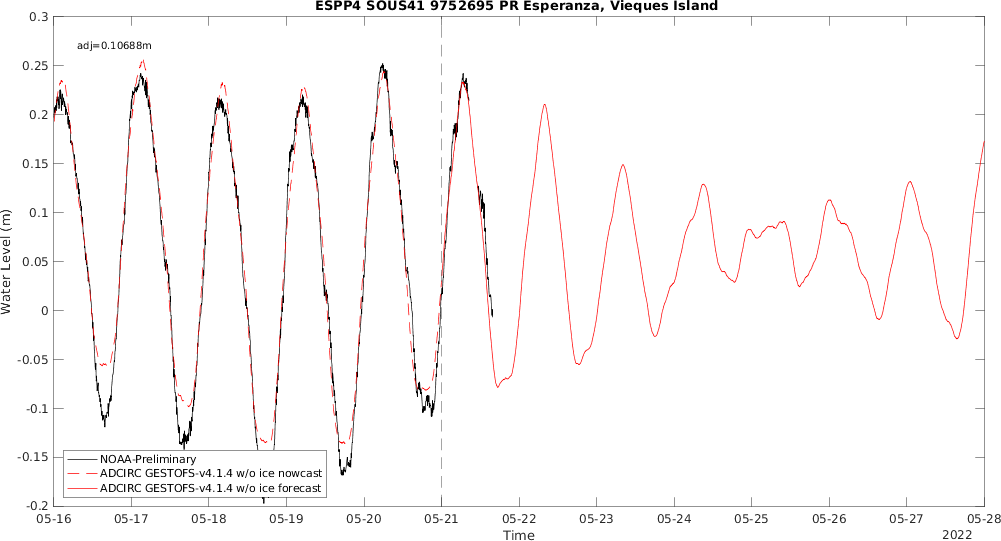 ESPP4 SOUS41 9752695 PR Esperanza, Vieques Island
adj=0.10688m
Water Level (m)
0.3
0.25
0.2
0.15
0.1
0.05
0
-0.05
-0.1
-0.15
-0.2
NOAA-Preliminary
ADCIRC GESTOFS-v4.1.4 w/o ice nowcast
ADCIRC GESTOFS-v4.1.4 w/o ice forecast
05-16 05-17 05-18 05-19 05-20 05-21 05-22 05-23 05-24 05-25 05-26 05-27 05-28
Time
2022